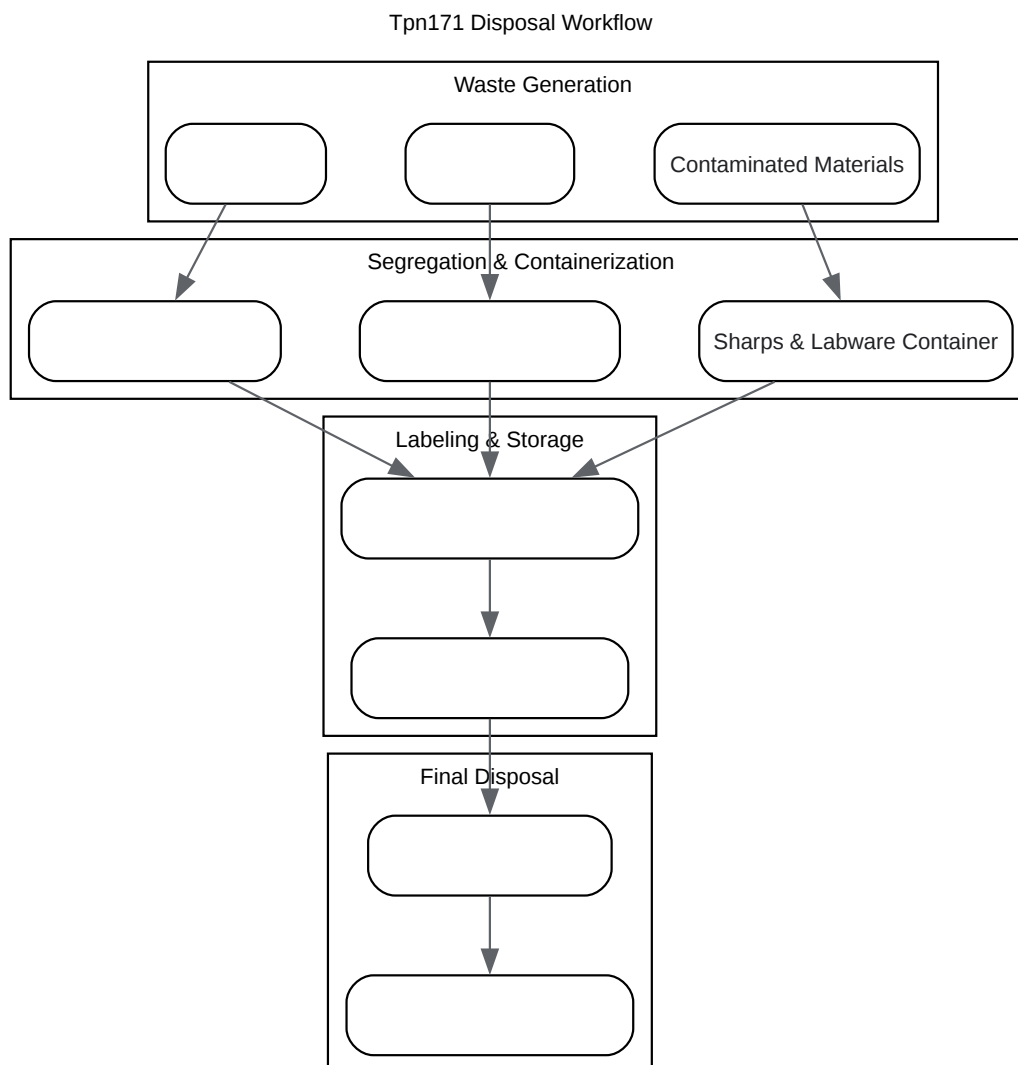 Tpn171 Disposal Workflow
Waste Generation
Contaminated Materials
Segregation & Containerization
Sharps & Labware Container
Labeling & Storage
Final Disposal